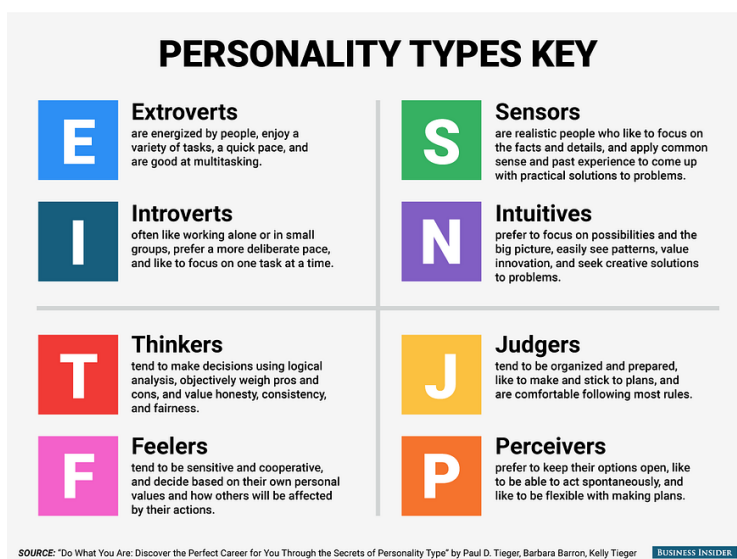 PERSONALITY TYPES KEY
E
Extroverts
are energized by people, enjoy a
variety of tasks, a quick pace, and
are good at multitasking.
S
Sensors
are realistic people who like to focus on
the facts and details, and apply common
sense and past experience to come up
with practical solutions to problems.
I
Introverts
often like working alone or in small
groups, prefer a more deliberate pace,
and like to focus on one task at a time.
N
Intuitives
prefer to focus on possibilities and the
big picture, easily see patterns, value
innovation, and seek creative solutions
to problems.
T
Thinkers
tend to make decisions using logical
analysis, objectively weigh pros and
cons, and value honesty, consistency,
and fairness.
J
Judgers
tend to be organized and prepared,
like to make and stick to plans, and
are comfortable following most rules.
F
Feelers
tend to be sensitive and cooperative,
and decide based on their own personal
values and how others will be affected
by their actions.
P
Perceivers
prefer to keep their options open, like
to be able to act spontaneously, and
like to be flexible with making plans.
SOURCE: "Do What You Are: Discover the Perfect Career for You Through the Secrets of Personality Type" by Paul D. Tieger, Barbara Barron, Kelly Tieger
BUSINESS INSIDER